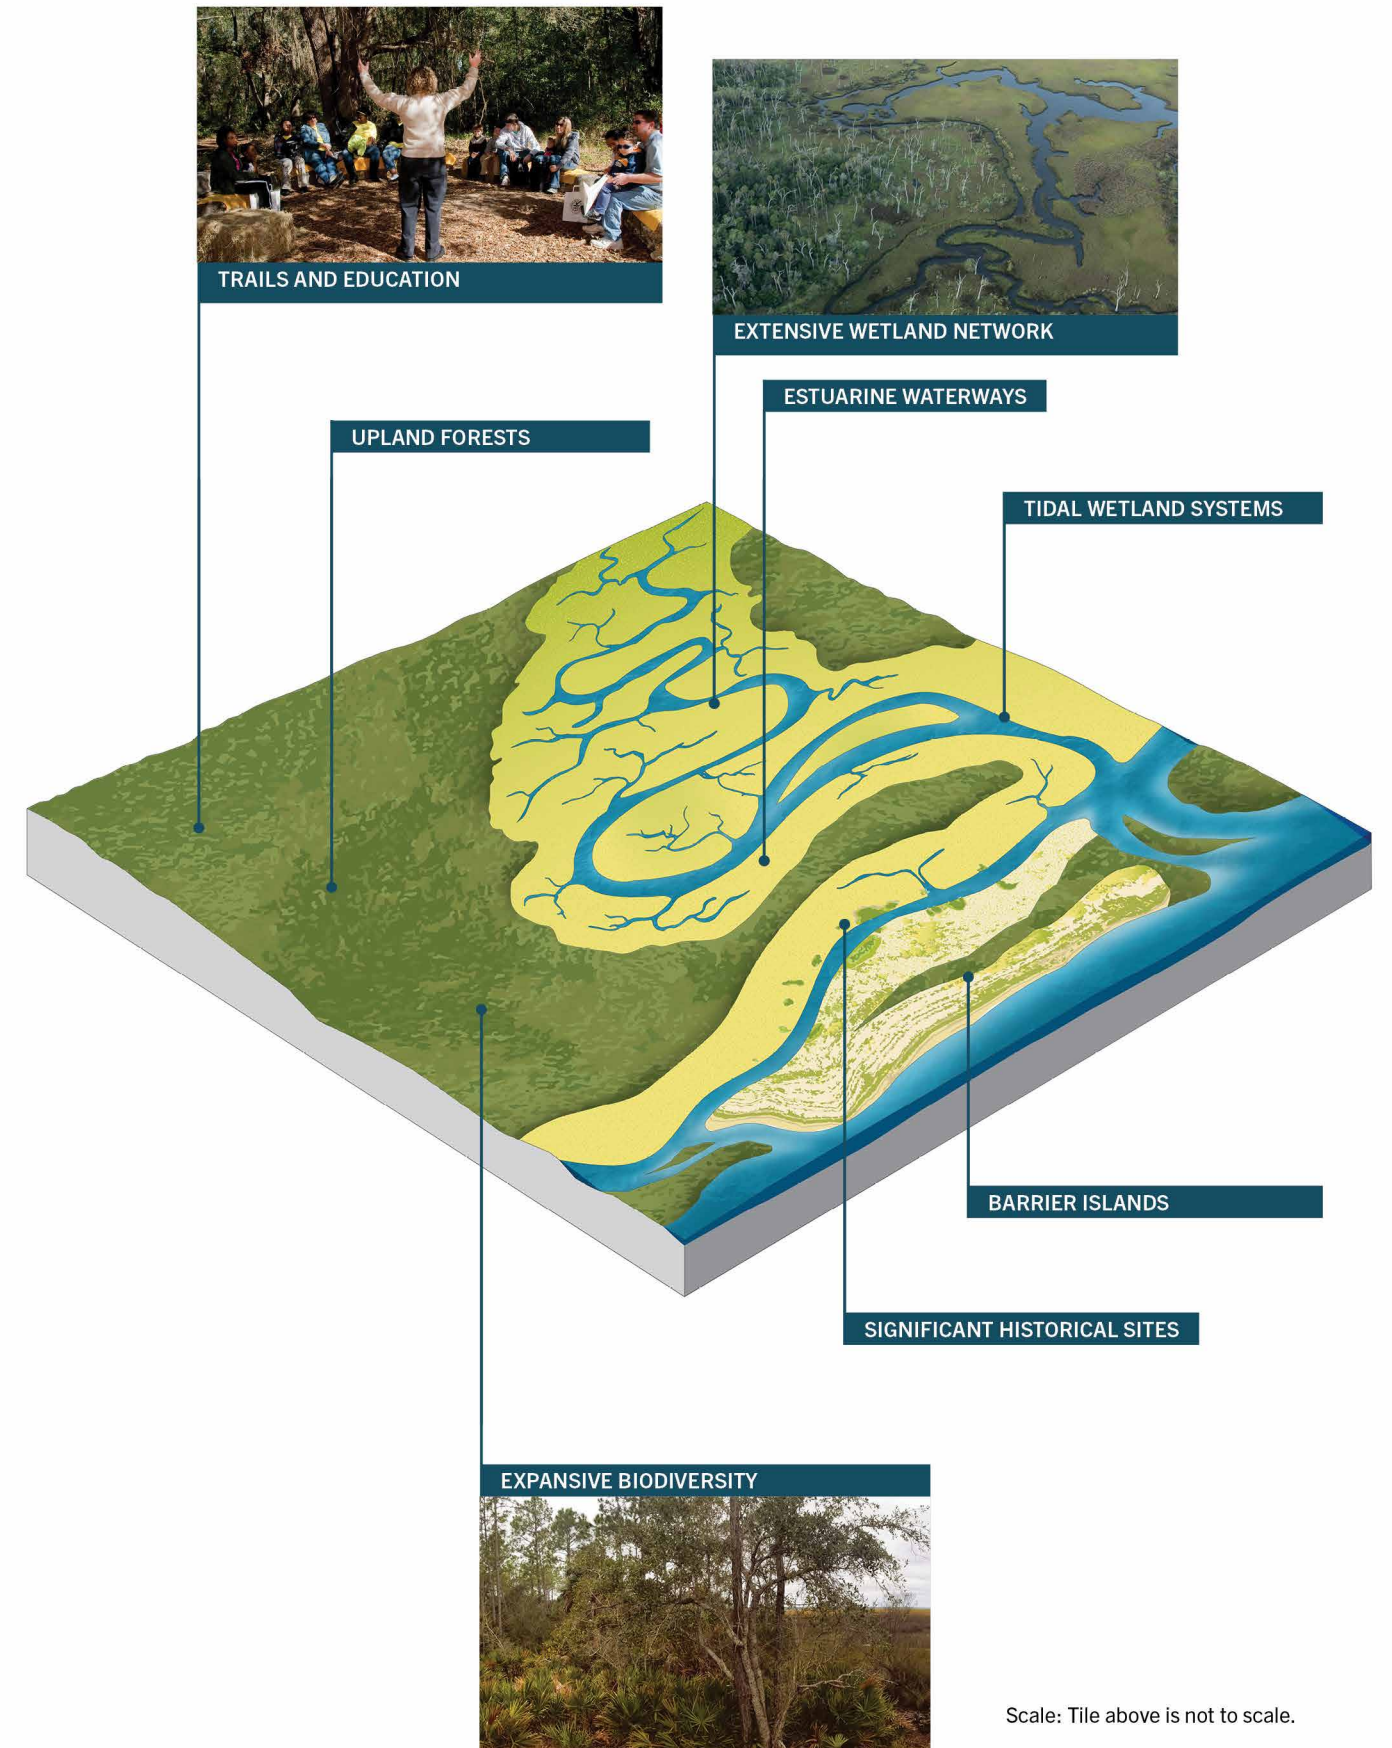 TRAILS AND EDUCATION
EXTENSIVE WETLAND NETWORK
ESTUARINE WATERWAYS
UPLAND FORESTS
TIDAL WETLAND SYSTEMS
BARRIER ISLANDS
SIGNIFICANT HISTORICAL SITES
EXPANSIVE BIODIVERSITY
Scale: Tile above is not to scale.